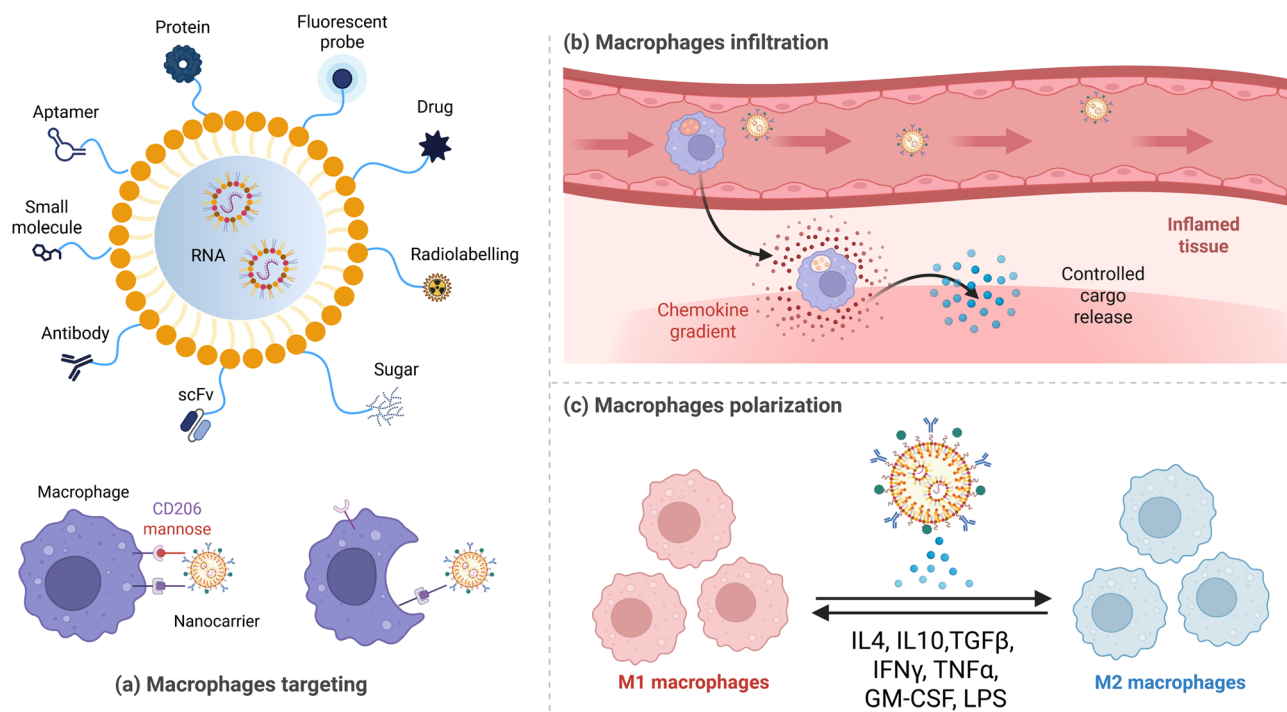 Protein
Fluorescent
probe
Aptamer
Drug
Small
molecule
RNA
Radiolabelling
Antibody
scFv
Sugar
Macrophage
CD206
mannose
Nanocarrier
(a) Macrophages targeting
(b) Macrophages infiltration
Inflamed
tissue
Chemokine
gradient
Controlled
cargo
release
(c) Macrophages polarization
IL4, IL10,TGFβ,
IFNγ, TNFα,
GM-CSF, LPS
M1 macrophages
M2 macrophages